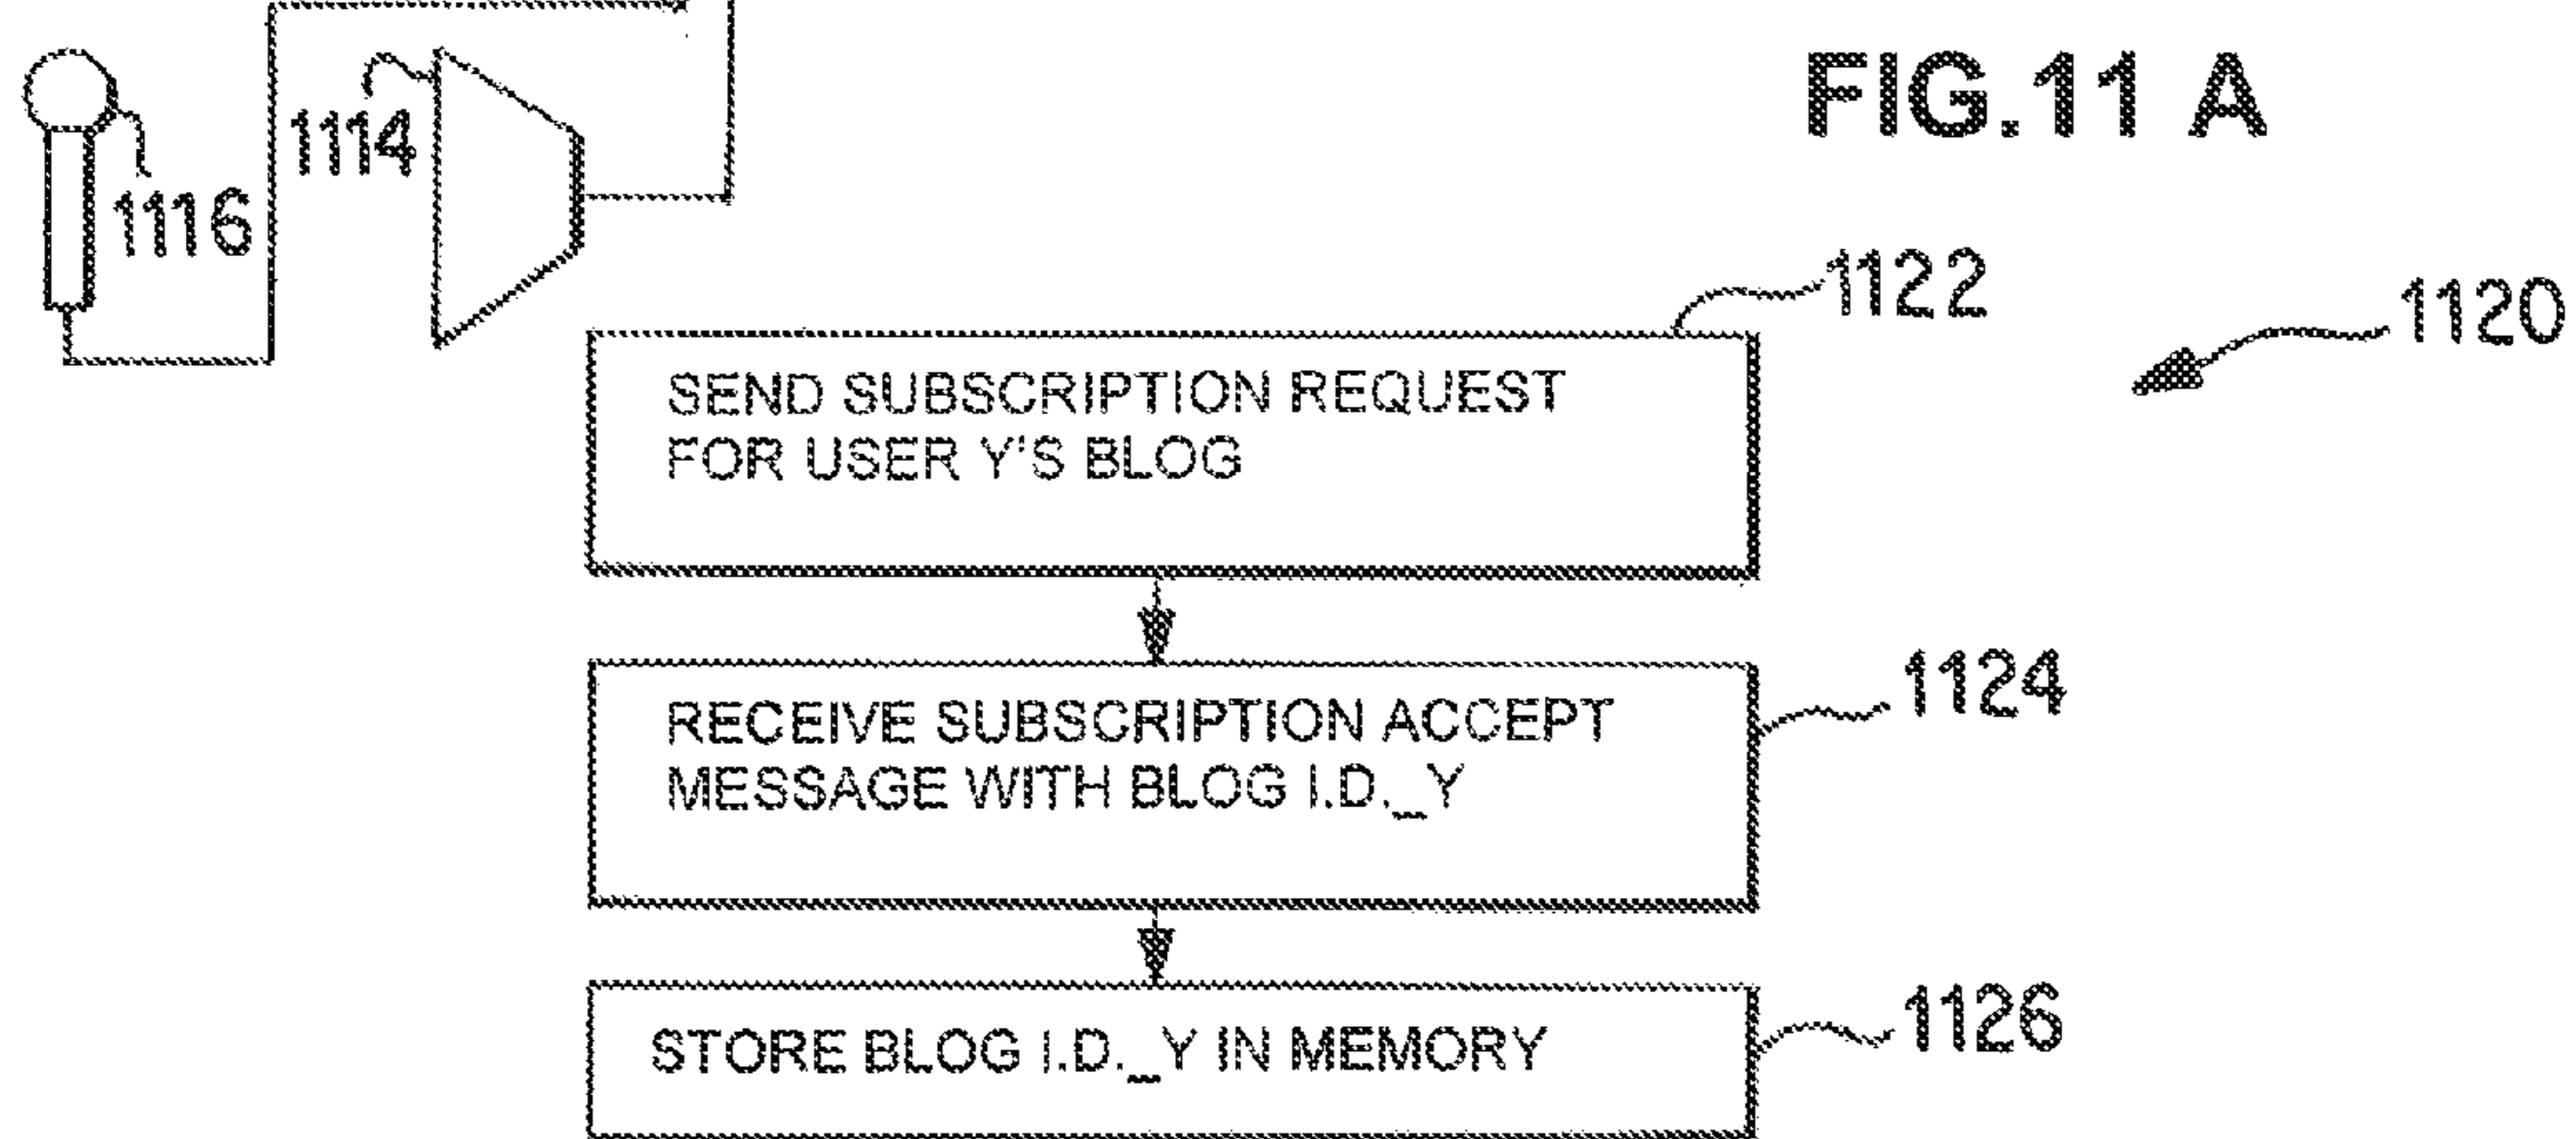 FIG.11 A
1114
1116
1122
1120
SEND SUBSCRIPTION REQUEST
FOR USER Y'S BLOG
1124
RECEIVE SUBSCRIPTION ACCEPT
MESSAGE WITH BLOG I.D._Y
1126
STORE BLOG I.D._Y IN MEMORY